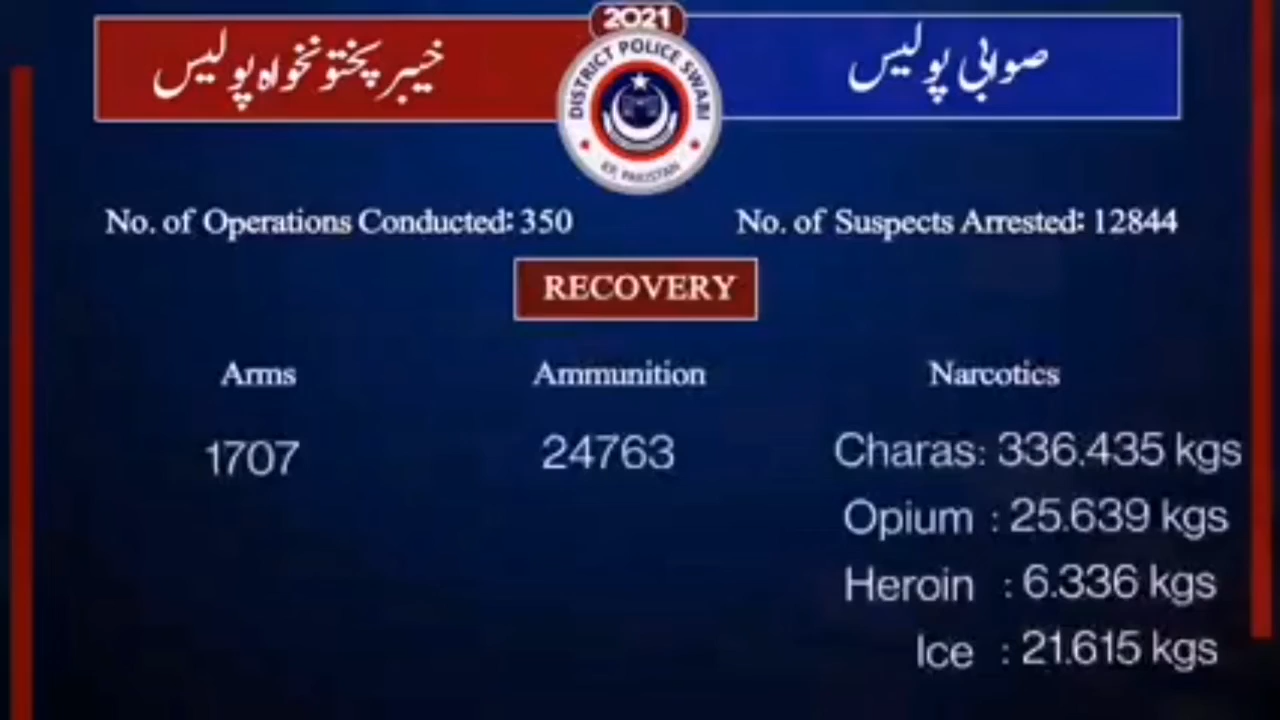 2021
خیبر پختونخواہ پولیس
DISTRICT POLICE SWABI
KP, PAKISTAN
صوابی پولیس
No. of Operations Conducted: 350
No. of Suspects Arrested: 12844
RECOVERY
Arms
Ammunition
Narcotics
1707
24763
Charas: 336.435 kgs
Opium : 25.639 kgs
Heroin : 6.336 kgs
Ice : 21.615 kgs